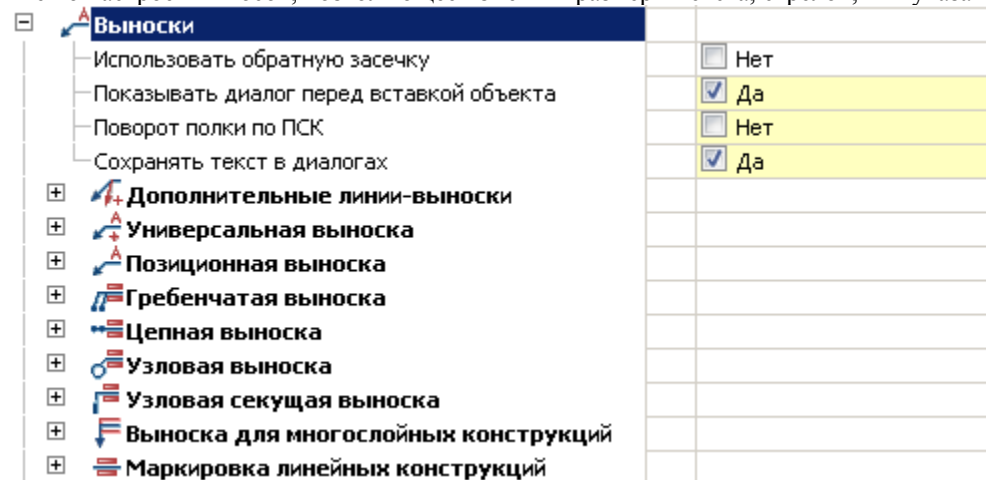 Выноски
Использовать обратную засечку Нет
Показывать диалог перед вставкой объекта Да
Поворот полки по ПСК Нет
Сохранять текст в диалогах Да
Дополнительные линии-выноски
Универсальная выноска
Позиционная выноска
Гребенчатая выноска
Цепная выноска
Узловая выноска
Узловая секущая выноска
Выноска для многослойных конструкций
Маркировка линейных конструкций